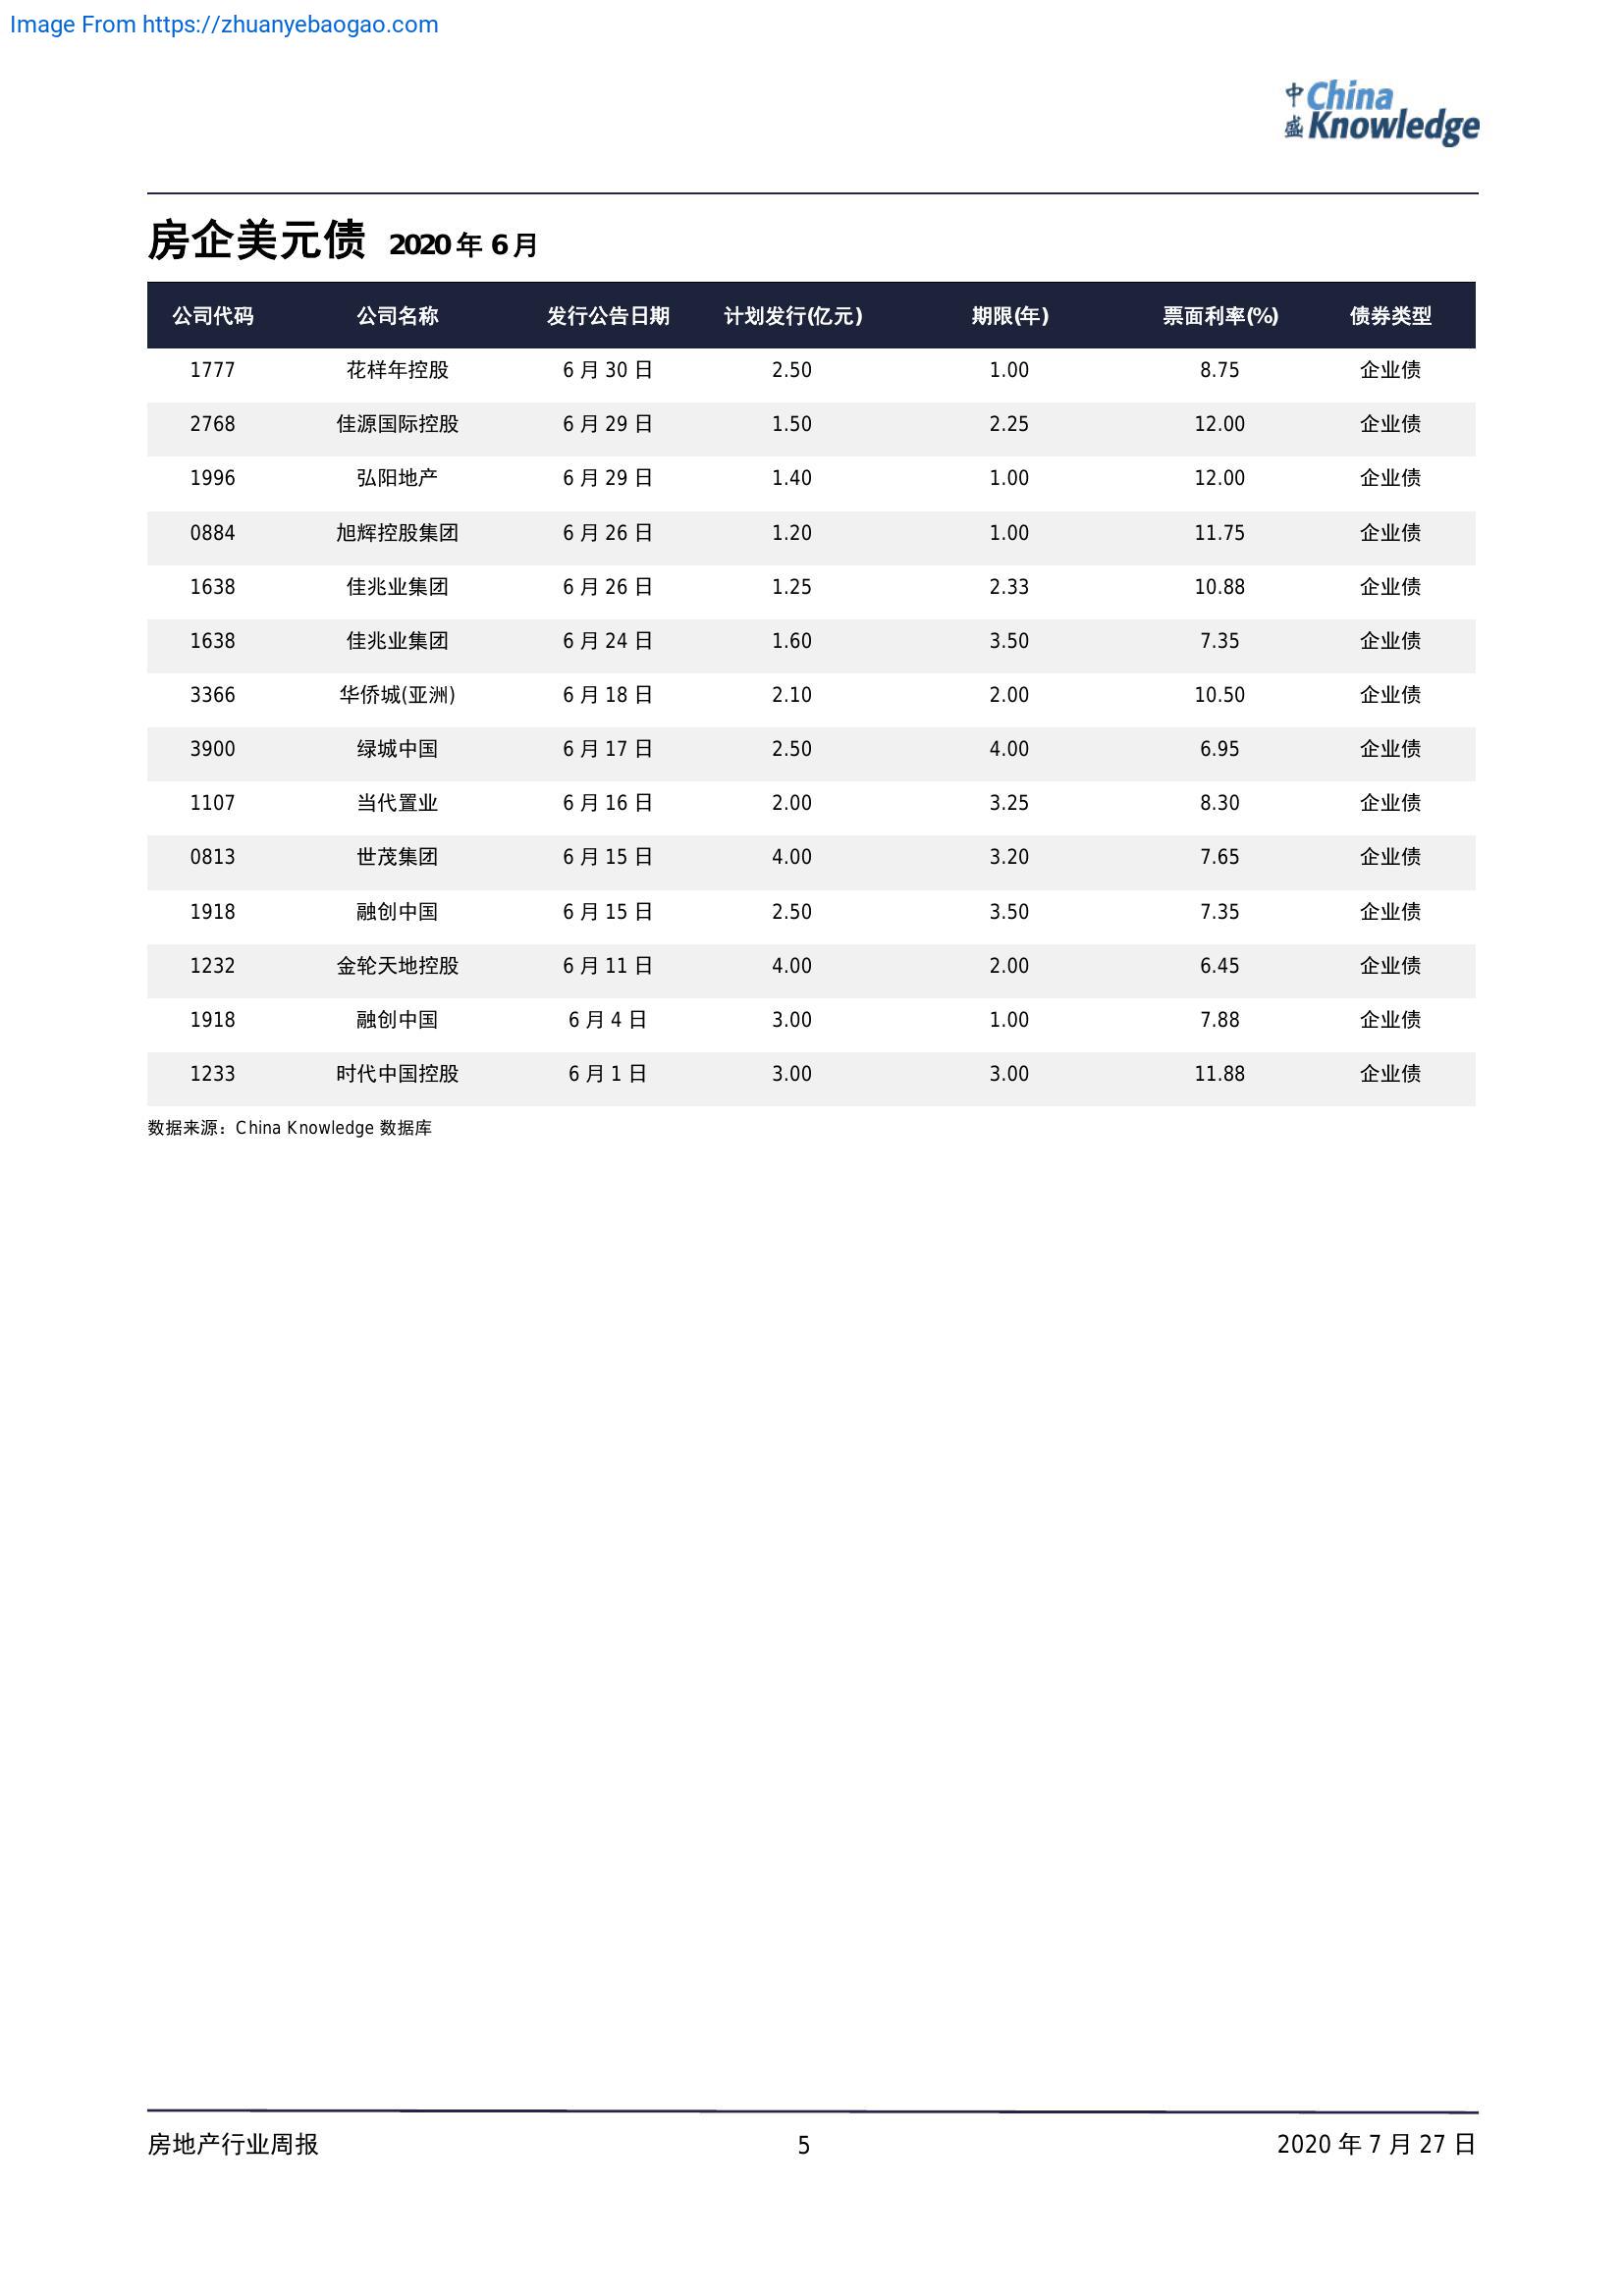 Image From https://zhuanyebaogao.com
中 China
盛 Knowledge
房企美元债 2020 年 6 月
公司代码 公司名称 发行公告日期 计划发行(亿元) 期限(年) 票面利率(%) 债券类型
1777 花样年控股 6 月 30 日 2.50 1.00 8.75 企业债
2768 佳源国际控股 6 月 29 日 1.50 2.25 12.00 企业债
1996 弘阳地产 6 月 29 日 1.40 1.00 12.00 企业债
0884 旭辉控股集团 6 月 26 日 1.20 1.00 11.75 企业债
1638 佳兆业集团 6 月 26 日 1.25 2.33 10.88 企业债
1638 佳兆业集团 6 月 24 日 1.60 3.50 7.35 企业债
3366 华侨城(亚洲) 6 月 18 日 2.10 2.00 10.50 企业债
3900 绿城中国 6 月 17 日 2.50 4.00 6.95 企业债
1107 当代置业 6 月 16 日 2.00 3.25 8.30 企业债
0813 世茂集团 6 月 15 日 4.00 3.20 7.65 企业债
1918 融创中国 6 月 15 日 2.50 3.50 7.35 企业债
1232 金轮天地控股 6 月 11 日 4.00 2.00 6.45 企业债
1918 融创中国 6 月 4 日 3.00 1.00 7.88 企业债
1233 时代中国控股 6 月 1 日 3.00 3.00 11.88 企业债
数据来源：China Knowledge 数据库
房地产行业周报 5 2020 年 7 月 27 日